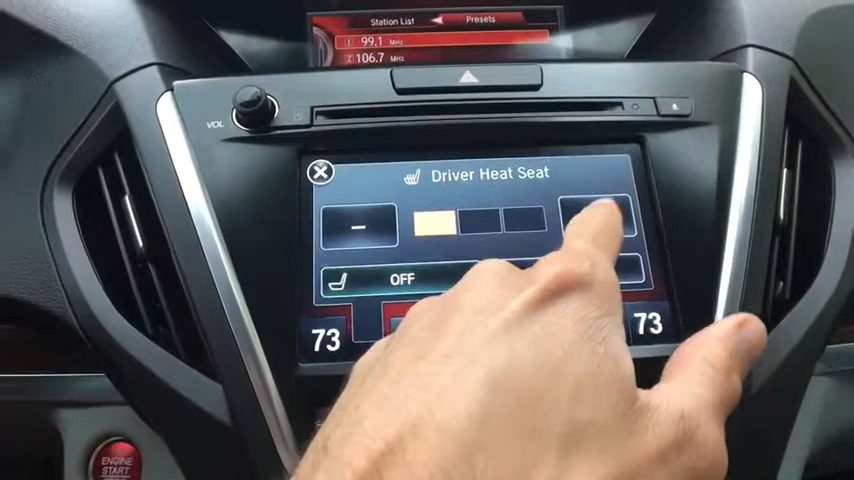 Station List Presets
1 99.1 MHz
2 106.7 MHz
VOL
Driver Heat Seat
-
OFF
73 73
ENGINE
START